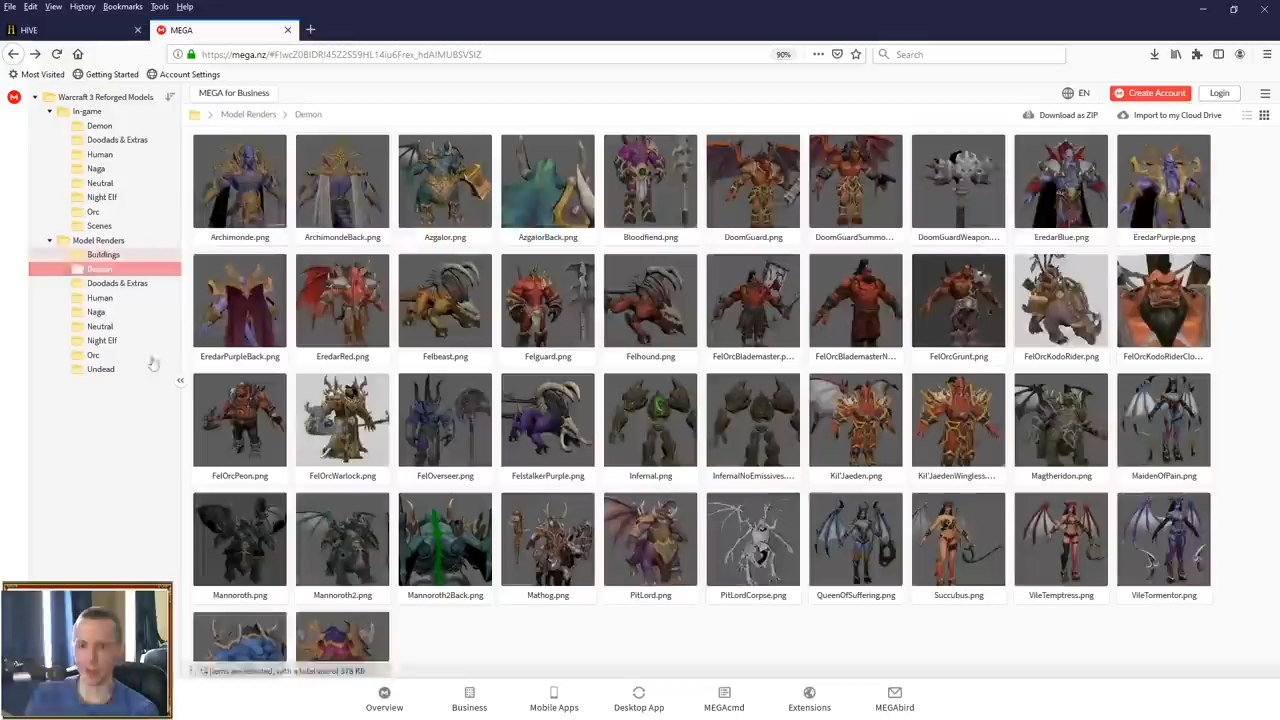 File Edit View History Bookmarks Tools Help
HIVE
MEGA
90%
Search
Most Visited Getting Started Account Settings
MEGA for Business
EN
Create Account
Login
Model Renders > Demon
Download as ZIP
Import to my Cloud Drive
Warcraft 3 Reforged Models
In-game
Demon
Doodads & Extras
Human
Naga
Neutral
Night Elf
Orc
Scenes
Model Renders
Buildings
Demon
Doodads & Extras
Human
Naga
Neutral
Night Elf
Orc
Undead
Archimonde.png ArchimondeBack.png Azgalor.png AzgalorBack.png Bloodfiend.png DoomGuard.png DoomGuardSummo... DoomGuardWeapon.... EredarBlue.png EredarPurple.png
EredarPurpleBack.png EredarRed.png Felbeast.png Felguard.png Felhound.png FelOrcBlademaster.p... FelOrcBlademasterN... FelOrcGrunt.png FelOrcKodoRider.png FelOrcKodoRiderClo...
FelOrcPeon.png FelOrcWarlock.png FelOverseer.png FelstalkerPurple.png Infernal.png InfernalNoEmissives.... Kil'Jaeden.png Kil'JaedenWingless.... Magtheridon.png MaidenOfPain.png
Mannoroth.png Mannoroth2.png Mannoroth2Back.png Mathog.png PitLord.png PitLordCorpse.png QueenOfSuffering.png Succubus.png VileTemptress.png VileTormentor.png
Overview Business Mobile Apps Desktop App MEGAcmd Extensions MEGAbird